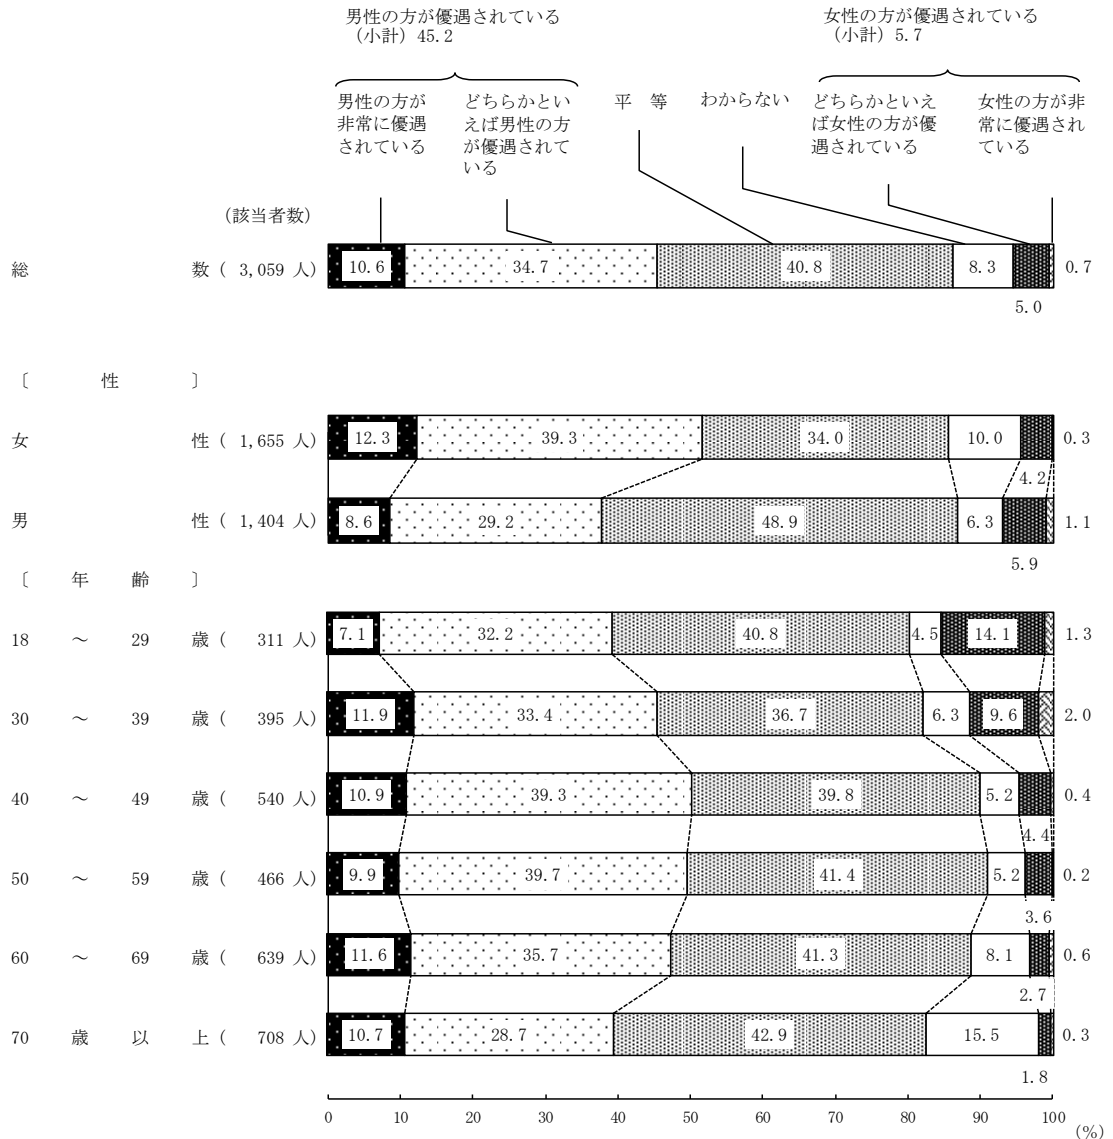 男性の方が優遇されている
（小計）45.2
女性の方が優遇されている
（小計）5.7
男性の方が
非常に優遇
されている
どちらかとい
えば男性の方
が優遇されて
いる
平 等
わからない
どちらかといえ
ば女性の方が優
遇されている
女性の方が非
常に優遇され
ている
（該当者数）
総 数 ( 3,059 人) 10.6 34.7 40.8 8.3 0.7
5.0
〔 性 〕
女 性 ( 1,655 人) 12.3 39.3 34.0 10.0 0.3
4.2
男 性 ( 1,404 人) 8.6 29.2 48.9 6.3 1.1
5.9
〔 年 齢 〕
18 ～ 29 歳 ( 311 人) 7.1 32.2 40.8 4.5 14.1 1.3
30 ～ 39 歳 ( 395 人) 11.9 33.4 36.7 6.3 9.6 2.0
40 ～ 49 歳 ( 540 人) 10.9 39.3 39.8 5.2 0.4
4.4
50 ～ 59 歳 ( 466 人) 9.9 39.7 41.4 5.2 0.2
3.6
60 ～ 69 歳 ( 639 人) 11.6 35.7 41.3 8.1 0.6
2.7
70 歳 以 上 ( 708 人) 10.7 28.7 42.9 15.5 0.3
1.8
0 10 20 30 40 50 60 70 80 90 100
(%)